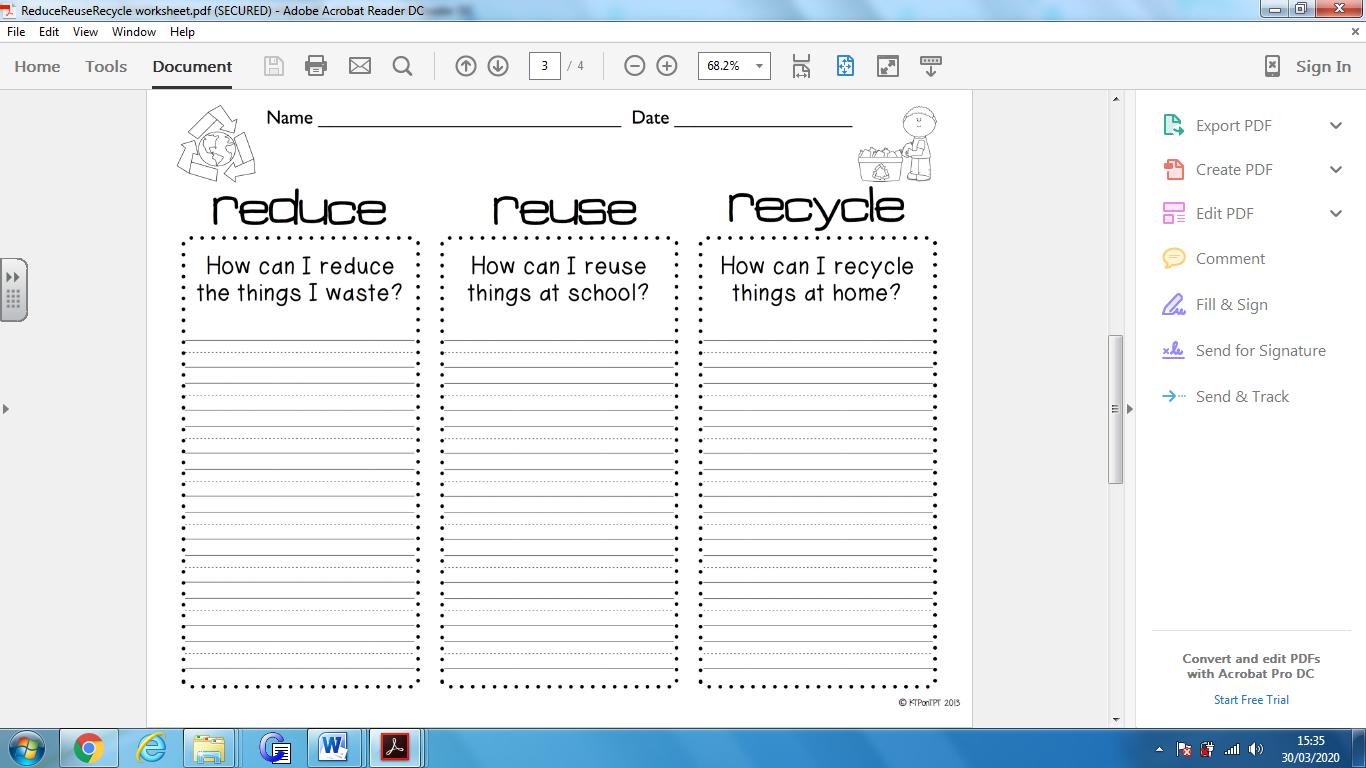 ReduceReuseRecycle worksheet.pdf (SECURED) - Adobe Acrobat Reader DC
File Edit View Window Help
Home Tools Document 3 / 4 68.2% Sign In
Name Date
reduce reuse recycle
How can I reduce
the things I waste?
How can I reuse
things at school?
How can I recycle
things at home?
© KTPonTPT 2013
Export PDF
Create PDF
Edit PDF
Comment
Fill & Sign
Send for Signature
Send & Track
Convert and edit PDFs
with Acrobat Pro DC
Start Free Trial
15:35
30/03/2020